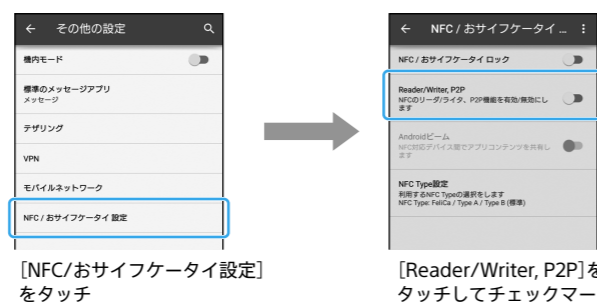 その他の設定
機内モード
標準のメッセージアプリ
メッセージ
テザリング
VPN
モバイルネットワーク
NFC / おサイフケータイ 設定
[NFC/おサイフケータイ設定]
をタッチ
NFC / おサイフケータイ ...
NFC / おサイフケータイ ロック
Reader/Writer, P2P
NFCのリーダ/ライタ、P2P機能を有効/無効にし
ます
Androidビーム
NFC対応デバイス間でアプリコンテンツを共有し
ます
NFC Type設定
利用するNFC Typeの選択をします
NFC Type: FeliCa / Type A / Type B (標準)
[Reader/Writer, P2P]を
タッチしてチェックマー